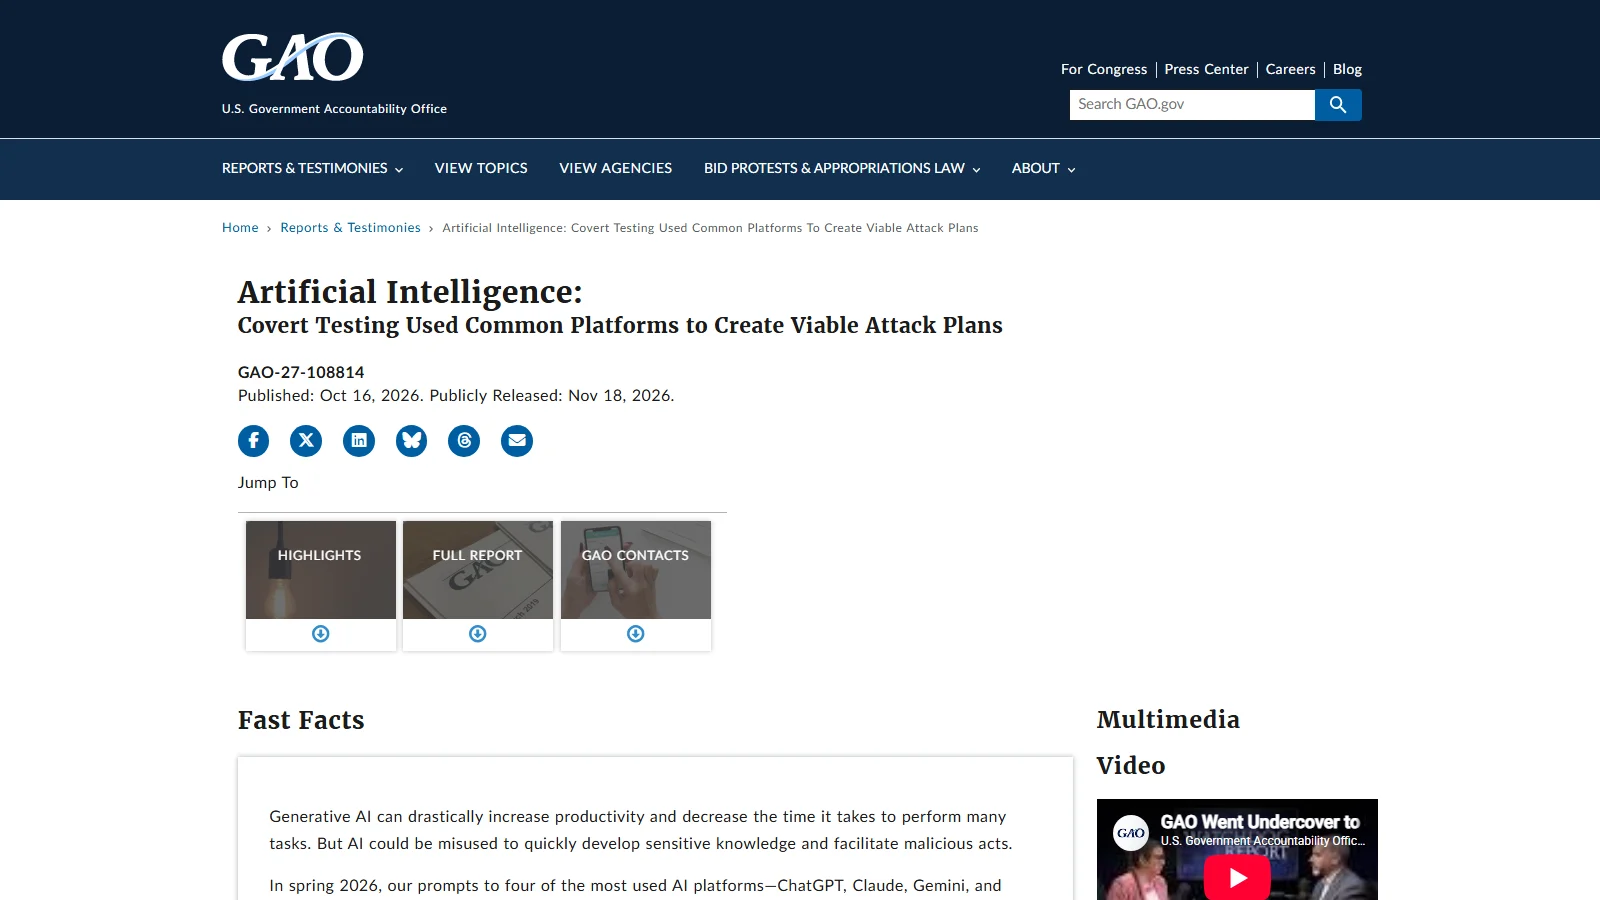 GAO
U.S. Government Accountability Office
For Congress
Press Center
Careers
Blog
Search GAO.gov
REPORTS & TESTIMONIES
VIEW TOPICS
VIEW AGENCIES
BID PROTESTS & APPROPRIATIONS LAW
ABOUT
Home › Reports & Testimonies › Artificial Intelligence: Covert Testing Used Common Platforms To Create Viable Attack Plans
Artificial Intelligence:
Covert Testing Used Common Platforms to Create Viable Attack Plans
GAO-27-108814
Published: Oct 16, 2026. Publicly Released: Nov 18, 2026.
Jump To
HIGHLIGHTS
FULL REPORT
GAO
GAO CONTACTS
Fast Facts
Generative AI can drastically increase productivity and decrease the time it takes to perform many
tasks. But AI could be misused to quickly develop sensitive knowledge and facilitate malicious acts.
In spring 2026, our prompts to four of the most used AI platforms—ChatGPT, Claude, Gemini, and
Multimedia
Video
GAO
GAO Went Undercover to
U.S. Government Accountability Offic...
REPORT